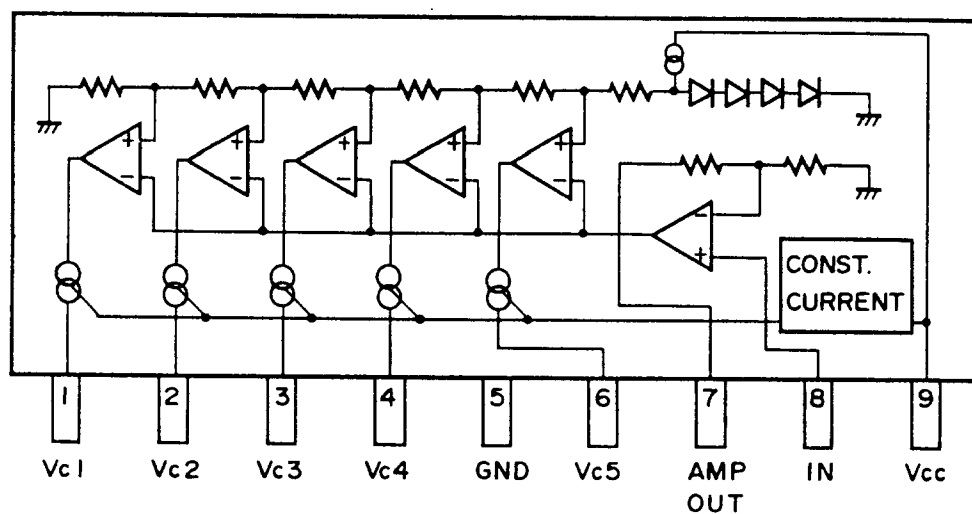 + + + + +
− − − − −
−
+
CONST.
CURRENT
1 2 3 4 5 6 7 8 9
Vc1 Vc2 Vc3 Vc4 GND Vc5 AMP OUT IN Vcc